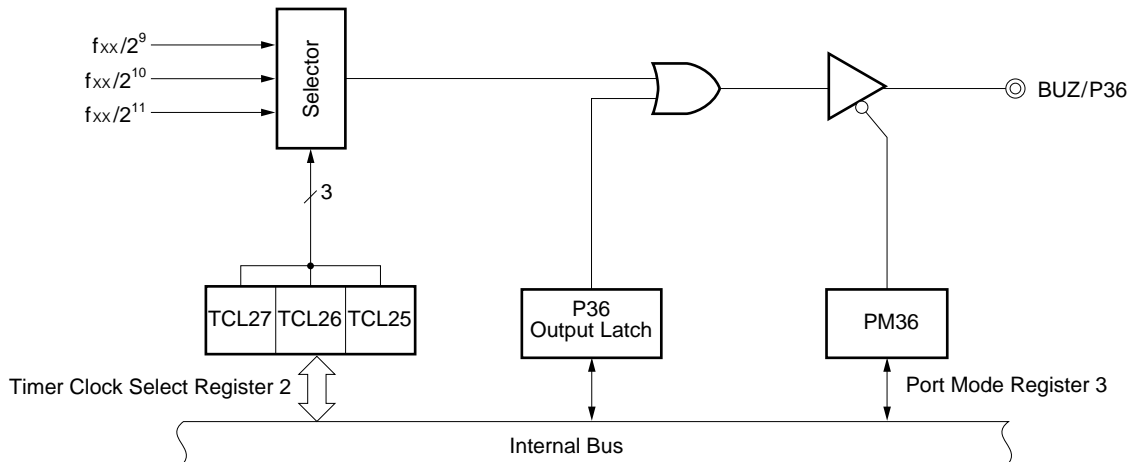 fxx/2⁹
fxx/2¹⁰
fxx/2¹¹
Selector
BUZ/P36
3
TCL27 TCL26 TCL25
P36
Output Latch
PM36
Timer Clock Select Register 2
Port Mode Register 3
Internal Bus